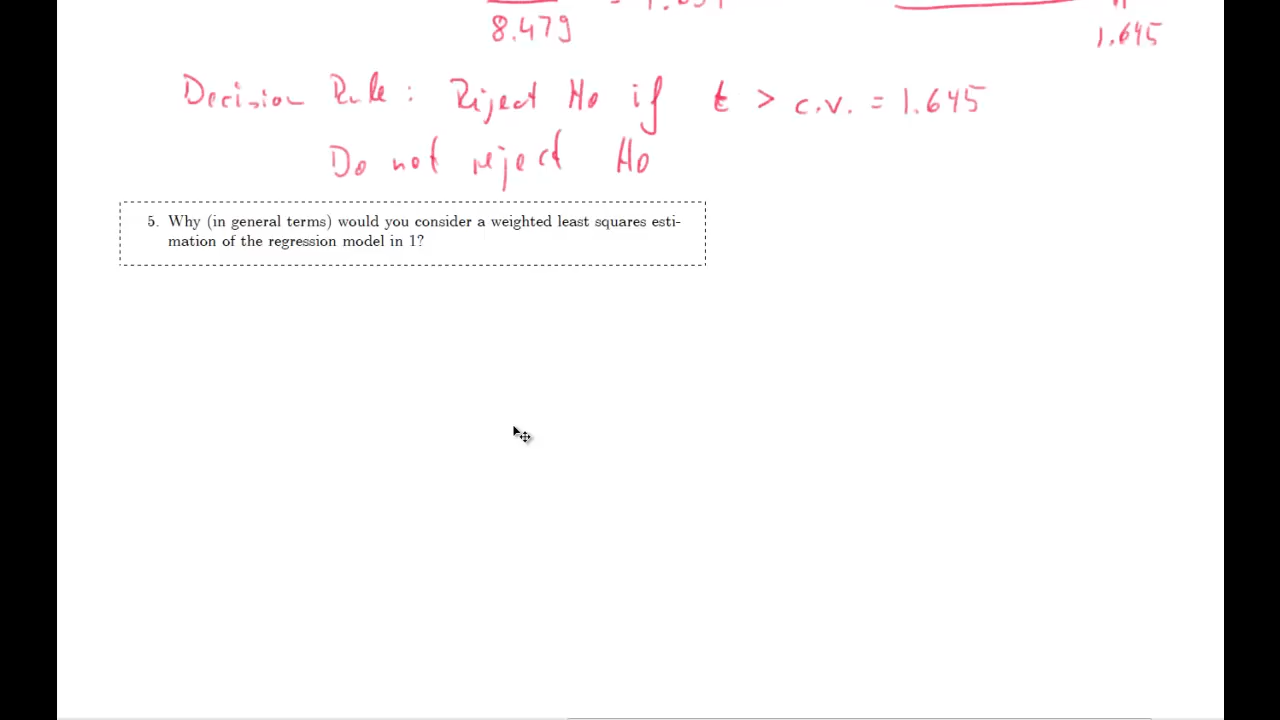 8.479
1.645
Decision Rule: Reject Ho if t > c.v. = 1.645
Do not reject Ho
5. Why (in general terms) would you consider a weighted least squares esti-
mation of the regression model in 1?